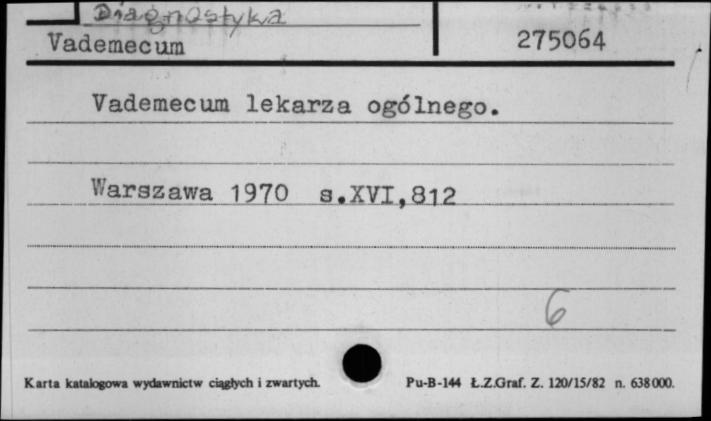 Diagnostyka
Vademecum 275064
Vademecum lekarza ogólnego.
Warszawa 1970 s.XVI,812
6
Karta katalogowa wydawnictw ciągłych i zwartych. Pu-B-144 Ł.Z.Graf. Z. 120/15/82 n. 638000.